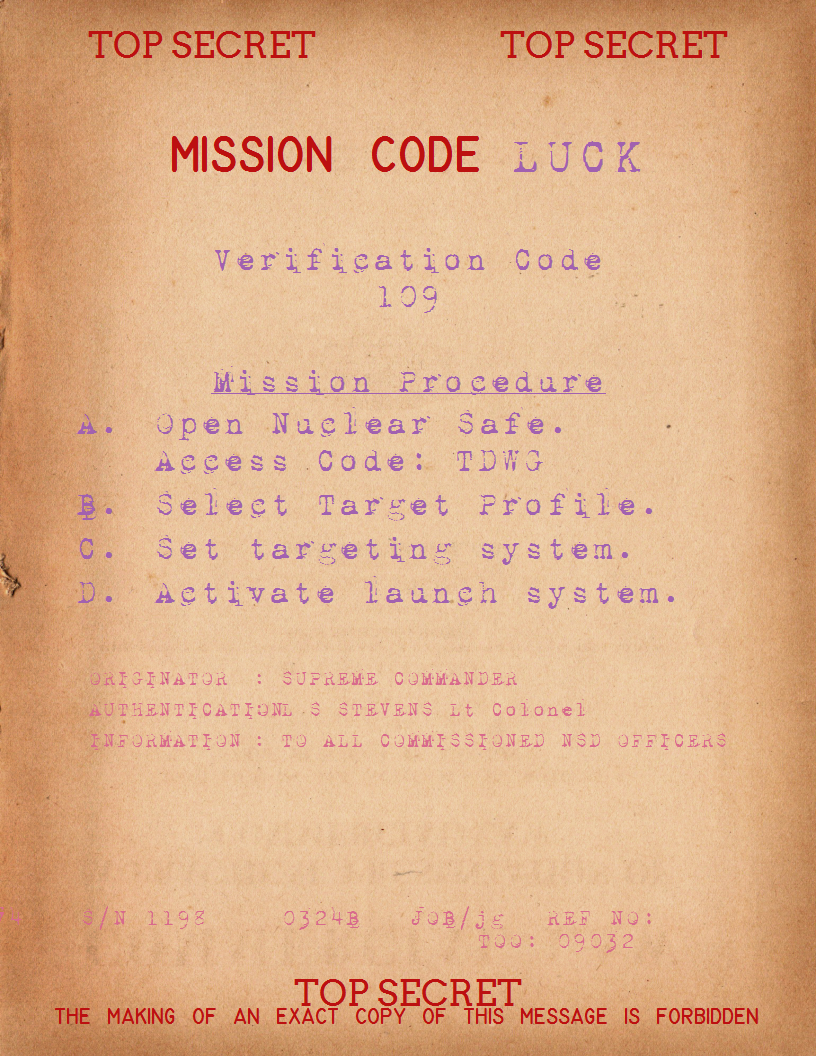 TOP SECRET TOP SECRET
MISSION CODE LUCK
Verification Code
109
Mission Procedure
A. Open Nuclear Safe.
Access Code: TDWG
B. Select Target Profile.
C. Set targeting system.
D. Activate launch system.
ORIGINATOR : SUPREME COMMANDER
AUTHENTICATIONL S STEVENS Lt Colonel
INFORMATION : TO ALL COMMISSIONED NSD OFFICERS
S/N 1198 0324B JOB/jg REF NO:
TOO: 09032
TOP SECRET
THE MAKING OF AN EXACT COPY OF THIS MESSAGE IS FORBIDDEN